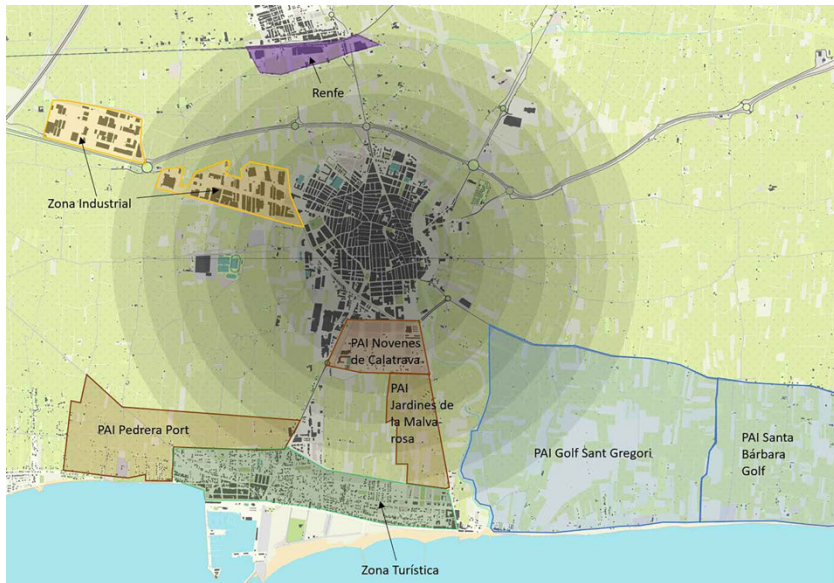 Renfe
Zona Industrial
PAI Novenes
de Calatrava
PAI
Jardines de
la Malva-
rosa
PAI Pedrera Port
PAI Golf Sant Gregori
PAI Santa
Bárbara
Golf
Zona Turística